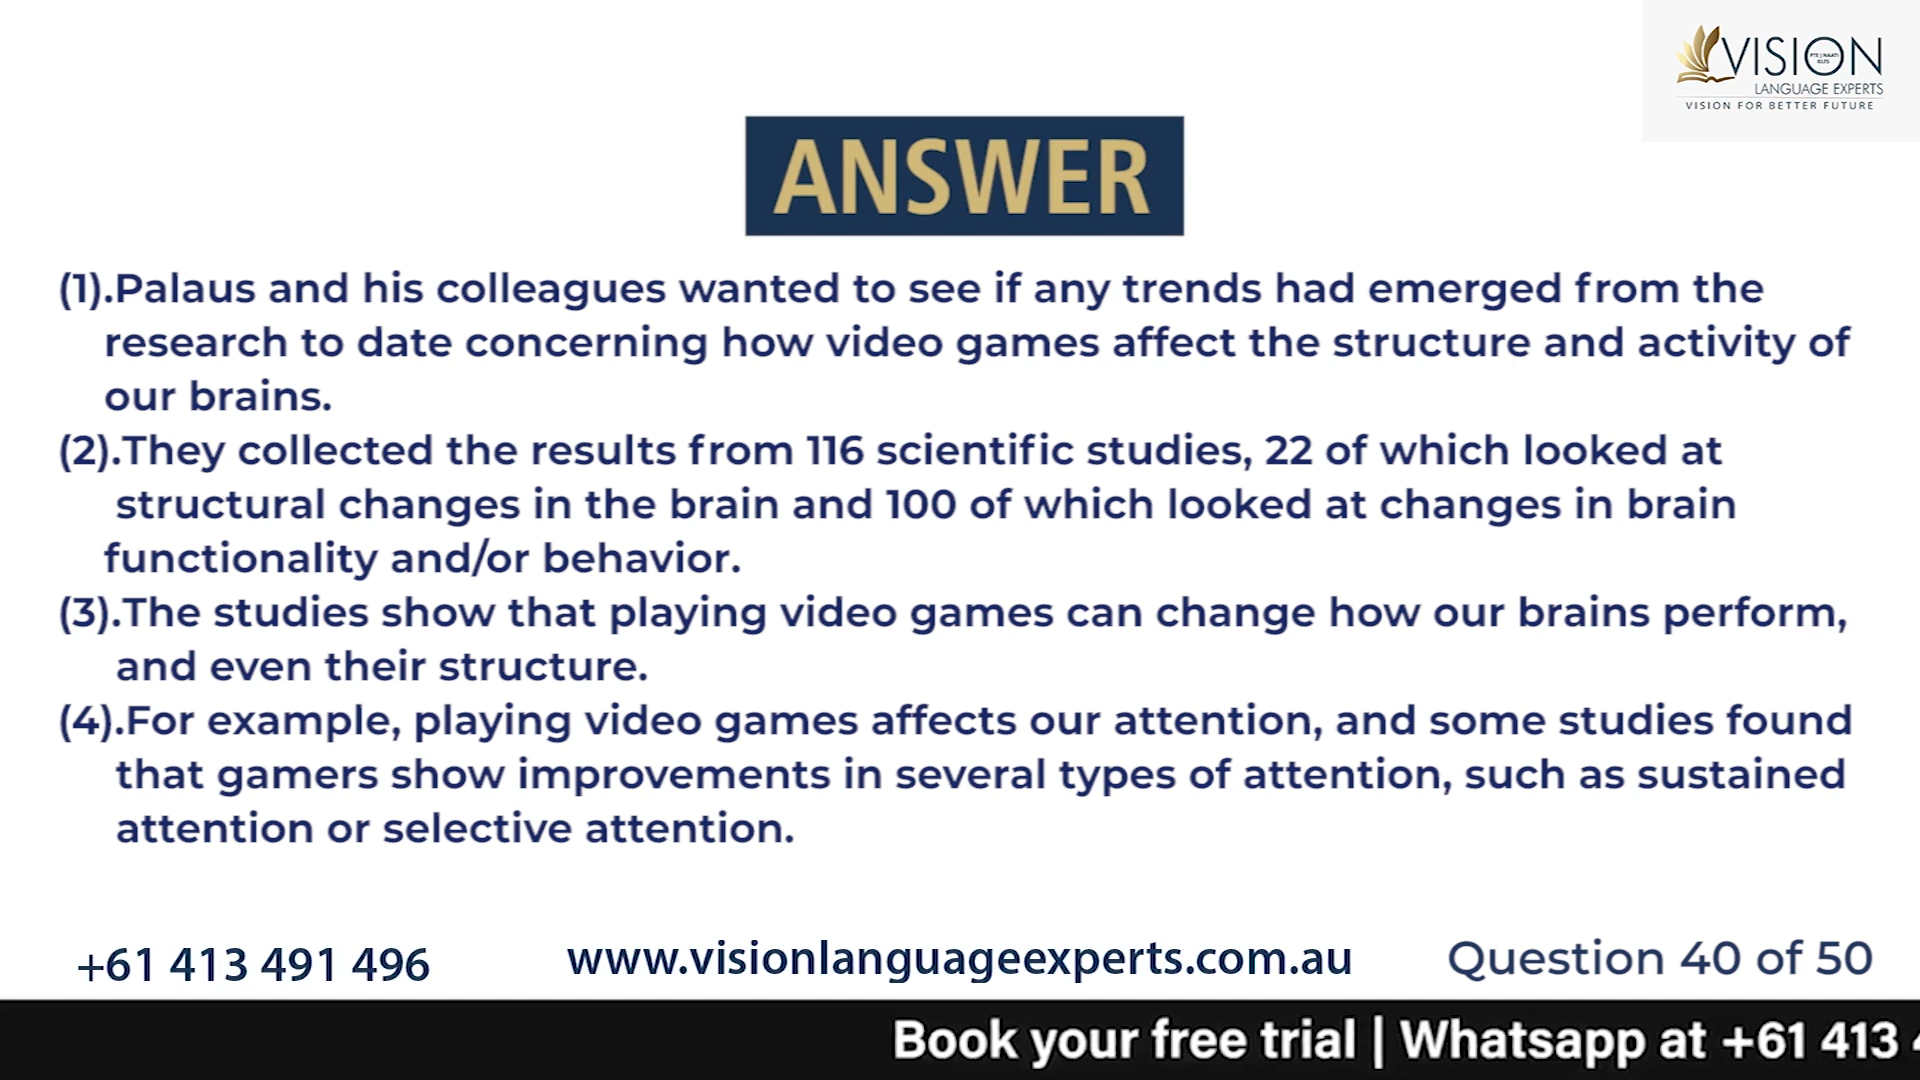 VISION
LANGUAGE EXPERTS
VISION FOR BETTER FUTURE
ANSWER
(1).Palaus and his colleagues wanted to see if any trends had emerged from the
research to date concerning how video games affect the structure and activity of
our brains.
(2).They collected the results from 116 scientific studies, 22 of which looked at
structural changes in the brain and 100 of which looked at changes in brain
functionality and/or behavior.
(3).The studies show that playing video games can change how our brains perform,
and even their structure.
(4).For example, playing video games affects our attention, and some studies found
that gamers show improvements in several types of attention, such as sustained
attention or selective attention.
+61 413 491 496
www.visionlanguageexperts.com.au
Question 40 of 50
Book your free trial | Whatsapp at +61 413